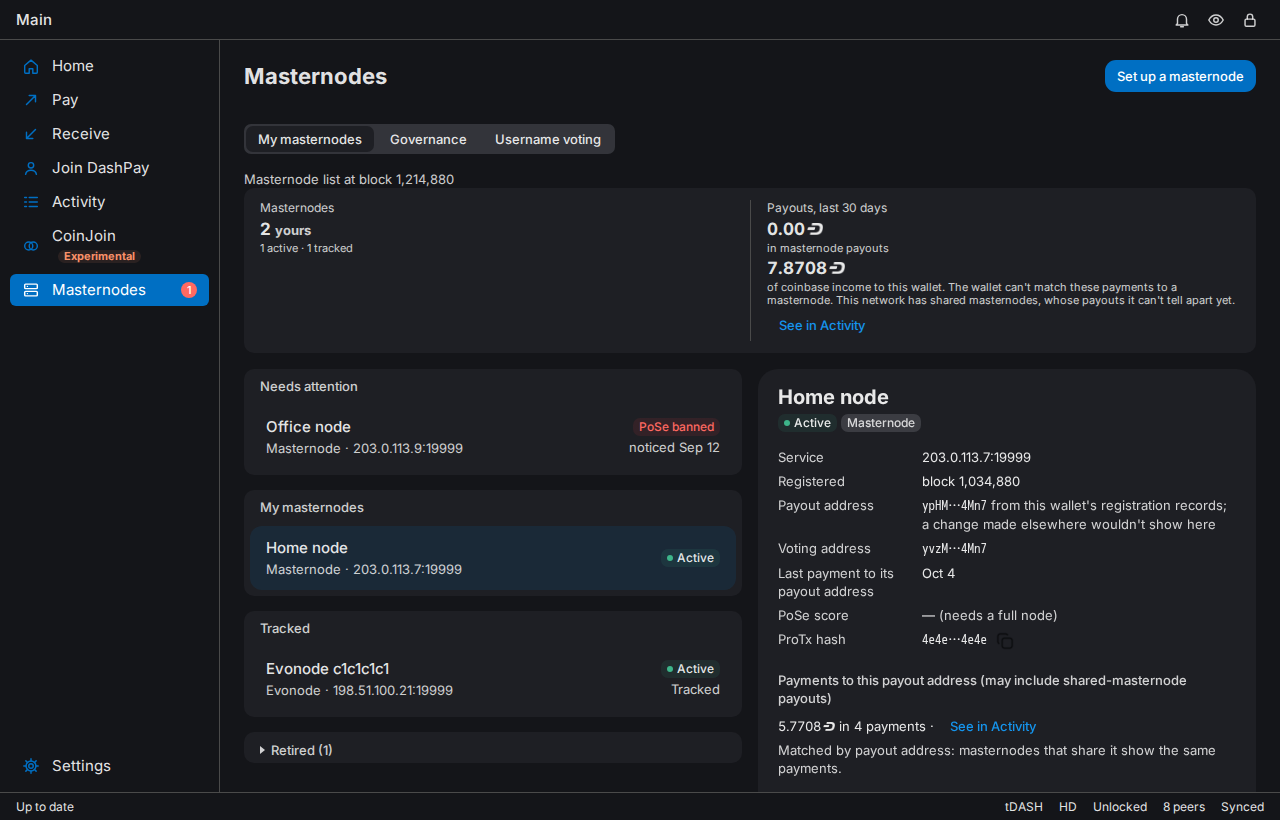 Main
Home
Pay
Receive
Join DashPay
Activity
CoinJoin
Experimental
Masternodes 1
Settings
Masternodes
Set up a masternode
My masternodes Governance Username voting
Masternode list at block 1,214,880
Masternodes
2 yours
1 active · 1 tracked
Payouts, last 30 days
0.00
in masternode payouts
7.8708
of coinbase income to this wallet. The wallet can't match these payments to a
masternode. This network has shared masternodes, whose payouts it can't tell apart yet.
See in Activity
Needs attention
Office node PoSe banned
Masternode · 203.0.113.9:19999 noticed Sep 12
My masternodes
Home node
Masternode · 203.0.113.7:19999 Active
Tracked
Evonode c1c1c1c1 Active
Evonode · 198.51.100.21:19999 Tracked
Retired (1)
Home node
Active Masternode
Service 203.0.113.7:19999
Registered block 1,034,880
Payout address ypHM···4Mn7 from this wallet's registration records;
a change made elsewhere wouldn't show here
Voting address yvzM···4Mn7
Last payment to its Oct 4
payout address
PoSe score — (needs a full node)
ProTx hash 4e4e···4e4e
Payments to this payout address (may include shared-masternode
payouts)
5.7708 in 4 payments · See in Activity
Matched by payout address: masternodes that share it show the same
payments.
Up to date tDASH HD Unlocked 8 peers Synced